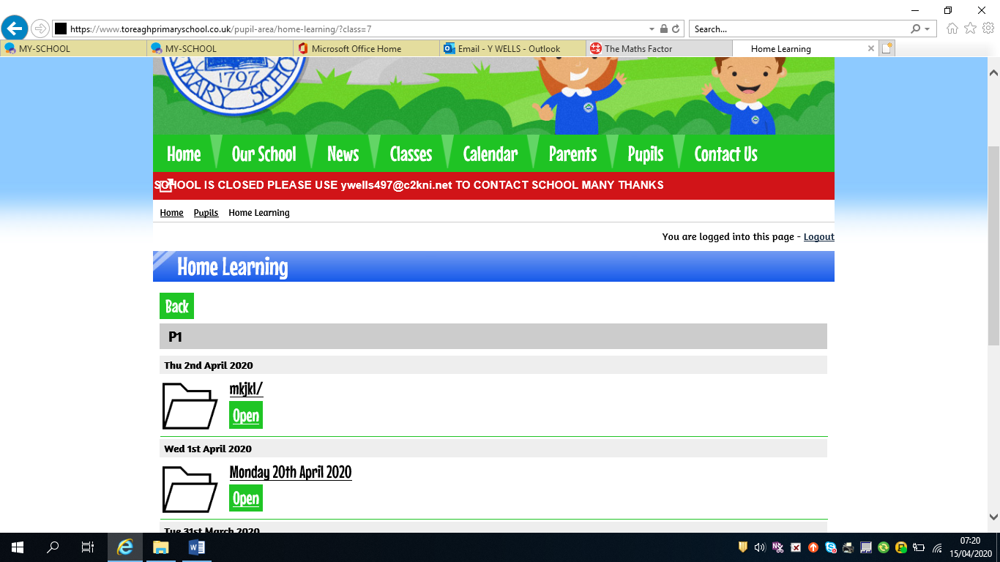 https://www.toreaghprimaryschool.co.uk/pupil-area/home-learning/?class=7
Search...
MY-SCHOOL
MY-SCHOOL
Microsoft Office Home
Email - Y WELLS - Outlook
The Maths Factor
Home Learning
1797
PRIMARY SCHOOL
Home
Our School
News
Classes
Calendar
Parents
Pupils
Contact Us
SCHOOL IS CLOSED PLEASE USE ywells497@c2kni.net TO CONTACT SCHOOL MANY THANKS
Home Pupils Home Learning
You are logged into this page - Logout
Home Learning
Back
P1
Thu 2nd April 2020
mkjkl/
Open
Wed 1st April 2020
Monday 20th April 2020
Open
Tue 31st March 2020
07:20
15/04/2020